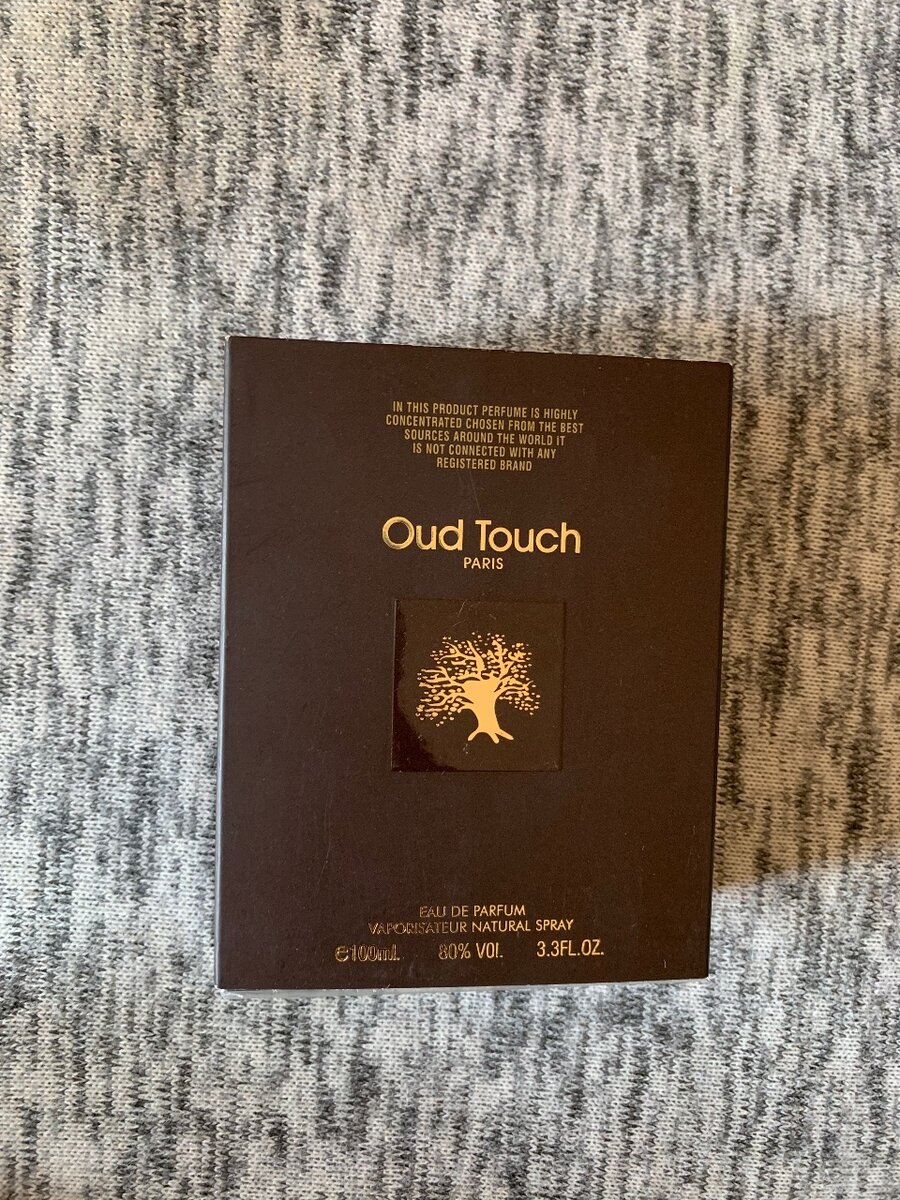 IN THIS PRODUCT PERFUME IS HIGHLY
CONCENTRATED CHOSEN FROM THE BEST
SOURCES AROUND THE WORLD IT
IS NOT CONNECTED WITH ANY
REGISTERED BRAND
Oud Touch
PARIS
EAU DE PARFUM
VAPORISATEUR NATURAL SPRAY
℮100ml. 80% VOl. 3.3FL.OZ.